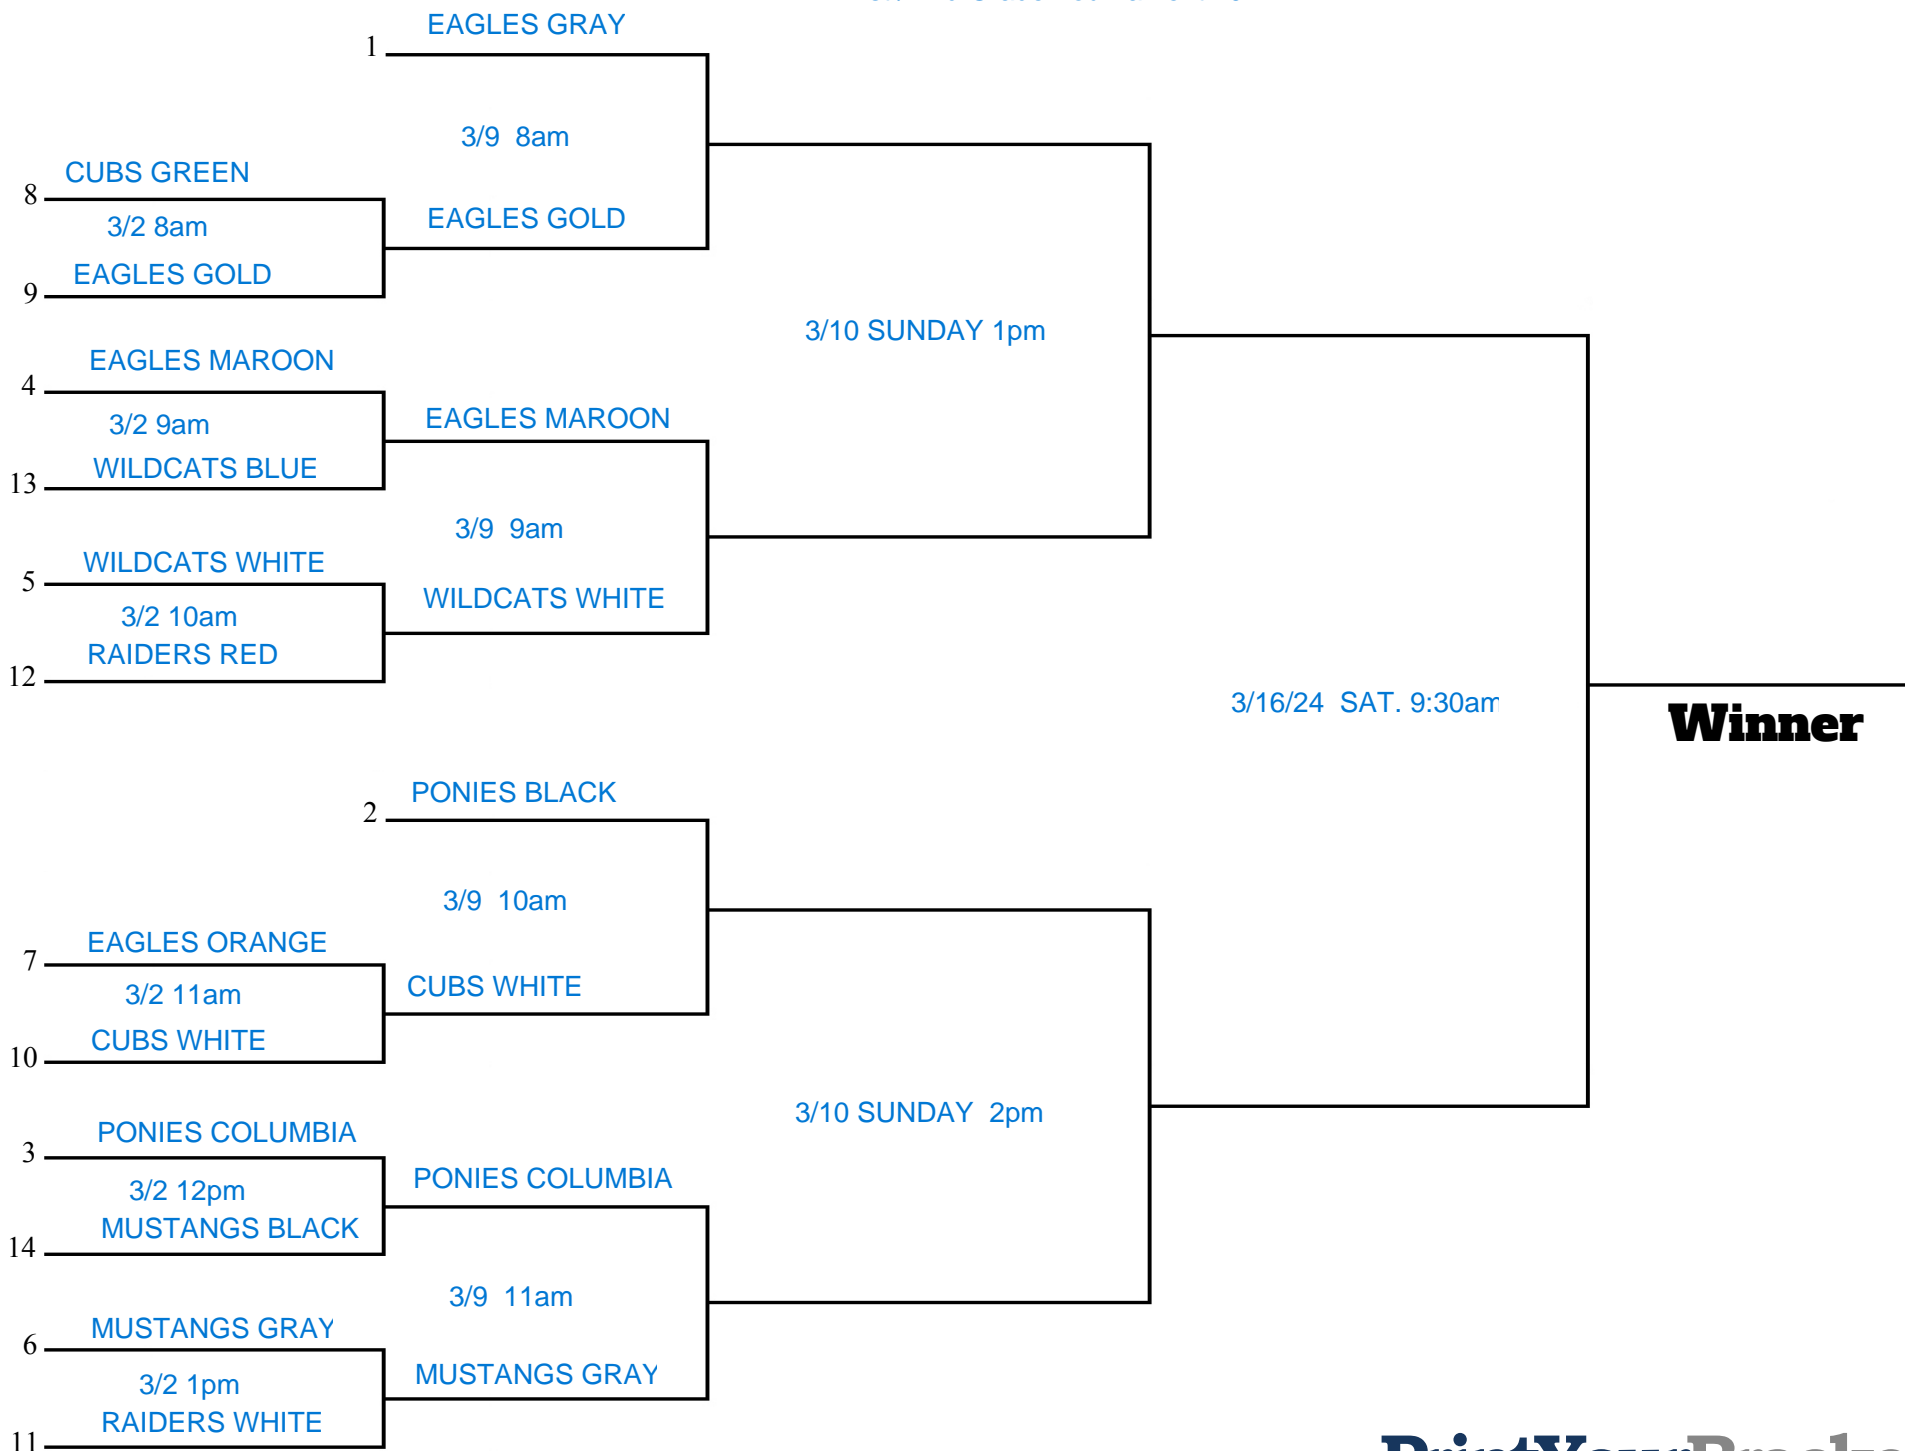 EAGLES GRAY
1
3/9 8am
CUBS GREEN
8
3/2 8am
EAGLES GOLD
EAGLES GOLD
9
3/10 SUNDAY 1pm
EAGLES MAROON
4
3/2 9am
EAGLES MAROON
WILDCATS BLUE
13
3/9 9am
WILDCATS WHITE
5
WILDCATS WHITE
3/2 10am
RAIDERS RED
12
3/16/24 SAT. 9:30am
Winner
PONIES BLACK
2
3/9 10am
EAGLES ORANGE
7
3/2 11am
CUBS WHITE
CUBS WHITE
10
3/10 SUNDAY 2pm
PONIES COLUMBIA
3
3/2 12pm
PONIES COLUMBIA
MUSTANGS BLACK
14
3/9 11am
MUSTANGS GRAY
6
MUSTANGS GRAY
3/2 1pm
RAIDERS WHITE
11